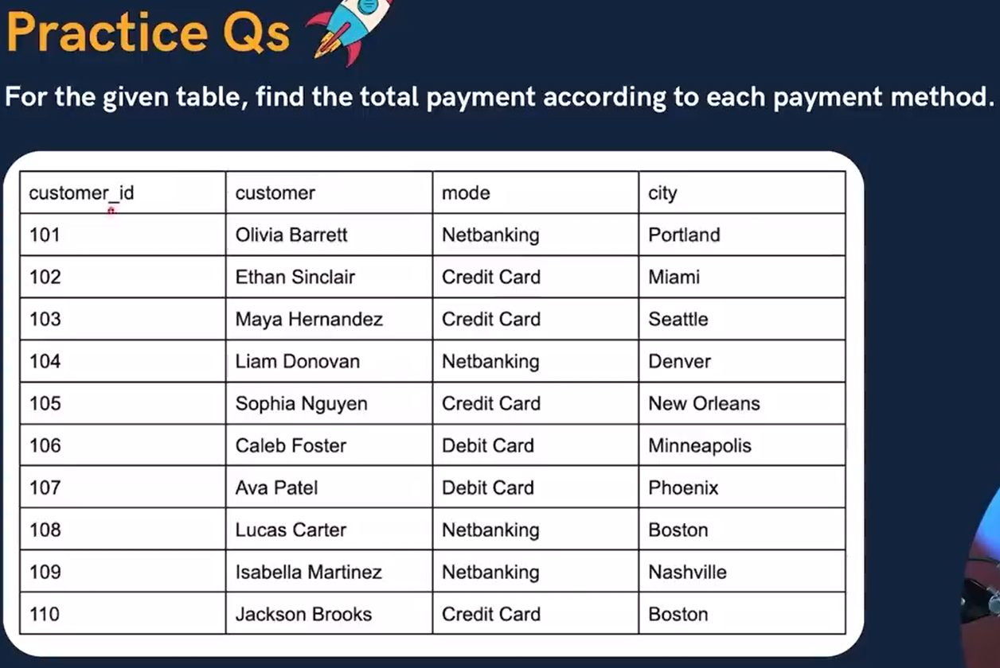 Practice Qs
For the given table, find the total payment according to each payment method.
customer_id customer mode city
101 Olivia Barrett Netbanking Portland
102 Ethan Sinclair Credit Card Miami
103 Maya Hernandez Credit Card Seattle
104 Liam Donovan Netbanking Denver
105 Sophia Nguyen Credit Card New Orleans
106 Caleb Foster Debit Card Minneapolis
107 Ava Patel Debit Card Phoenix
108 Lucas Carter Netbanking Boston
109 Isabella Martinez Netbanking Nashville
110 Jackson Brooks Credit Card Boston